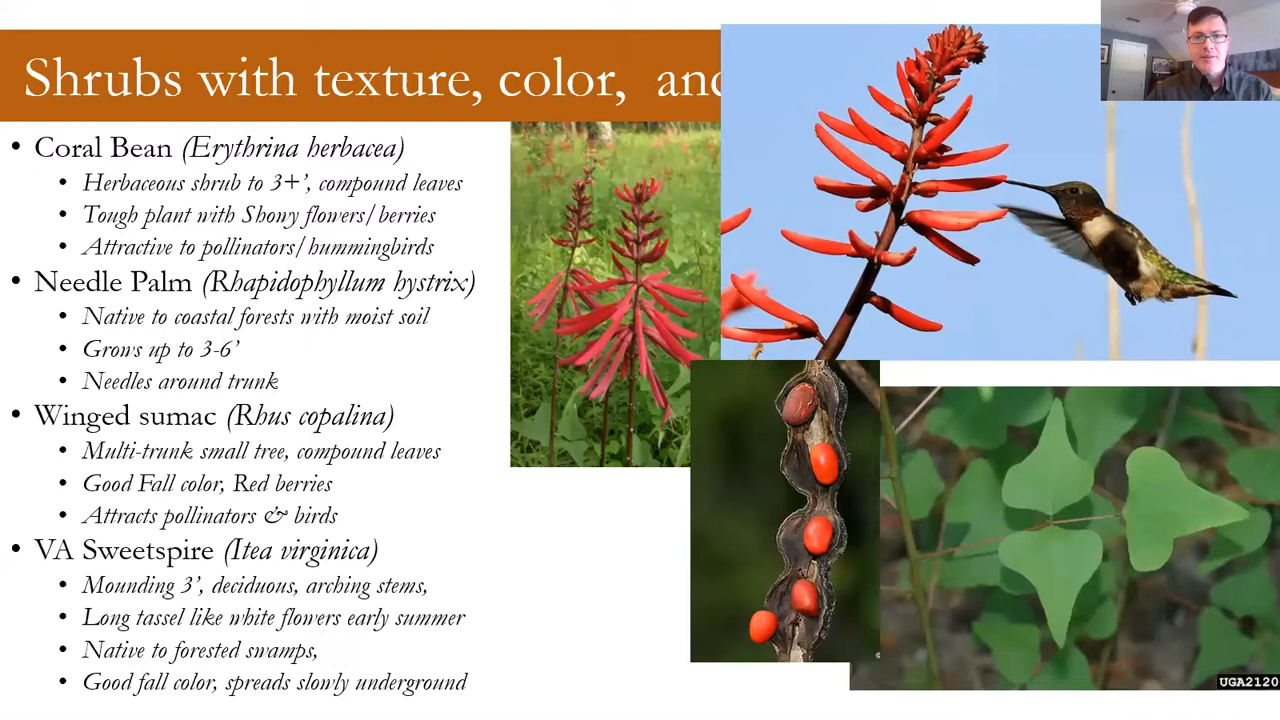 Shrubs with texture, color, and
• Coral Bean (Erythrina herbacea)
• Herbaceous shrub to 3+', compound leaves
• Tough plant with Showy flowers/berries
• Attractive to pollinators/hummingbirds
• Needle Palm (Rhapidophyllum hystrix)
• Native to coastal forests with moist soil
• Grows up to 3-6'
• Needles around trunk
• Winged sumac (Rhus copalina)
• Multi-trunk small tree, compound leaves
• Good Fall color, Red berries
• Attracts pollinators & birds
• VA Sweetspire (Itea virginica)
• Mounding 3', deciduous, arching stems,
• Long tassel like white flowers early summer
• Native to forested swamps,
• Good fall color, spreads slowly underground
UGA2120